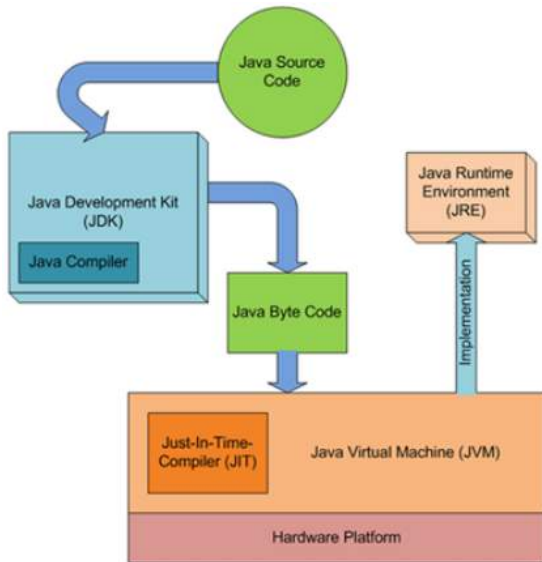 Java Source
Code
Java Development Kit
(JDK)
Java Compiler
Java Runtime
Environment
(JRE)
Java Byte Code
Implementation
Just-In-Time-
Compiler (JIT)
Java Virtual Machine (JVM)
Hardware Platform